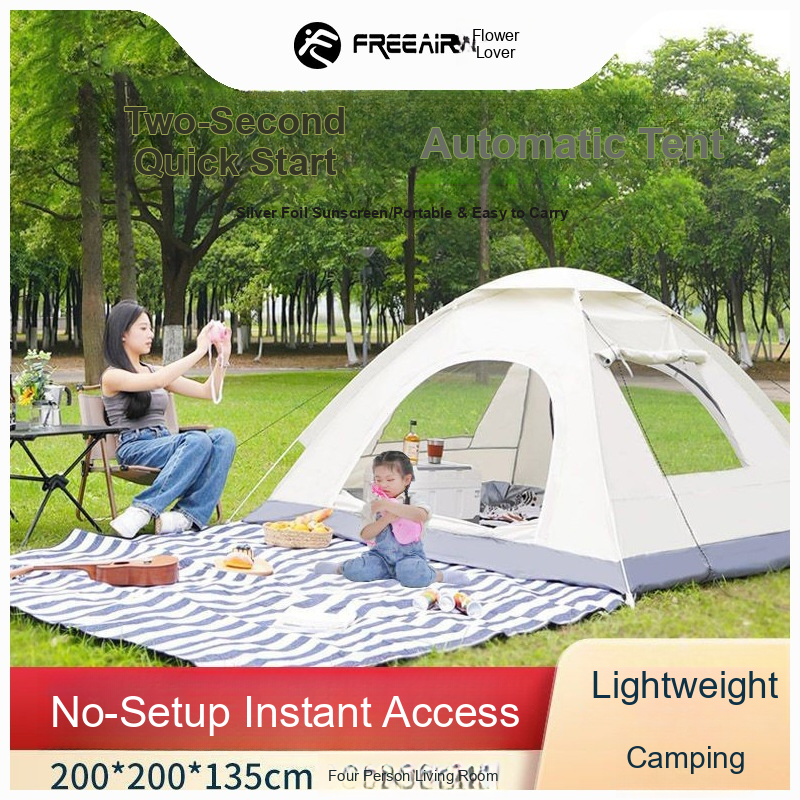 FREEAIR
Flower
Lover
Two-Second
Quick Start
Automatic Tent
Silver Foil Sunscreen/Portable & Easy to Carry
No-Setup Instant Access
Lightweight
200*200*135cm
Four Person Living Room
Camping